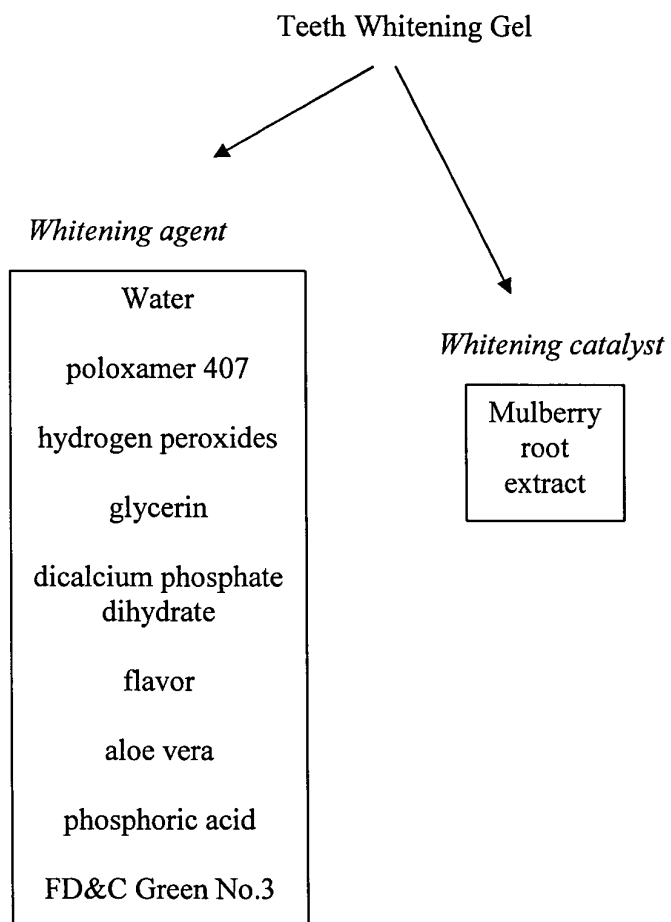 Teeth Whitening Gel
Whitening agent
Water
poloxamer 407
hydrogen peroxides
glycerin
dicalcium phosphate
dihydrate
flavor
aloe vera
phosphoric acid
FD&C Green No.3
Whitening catalyst
Mulberry
root
extract